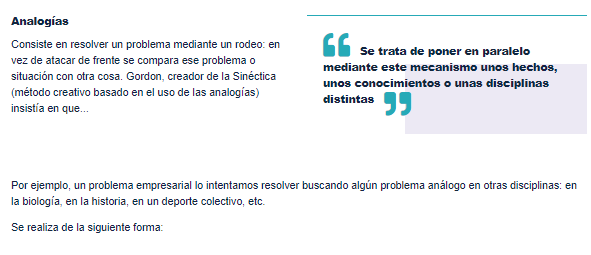 Analogías
Consiste en resolver un problema mediante un rodeo: en
vez de atacar de frente se compara ese problema o
situación con otra cosa. Gordon, creador de la Sinéctica
(método creativo basado en el uso de las analogías)
insistía en que...
“ Se trata de poner en paralelo
mediante este mecanismo unos hechos,
unos conocimientos o unas disciplinas
distintas ”
Por ejemplo, un problema empresarial lo intentamos resolver buscando algún problema análogo en otras disciplinas: en
la biología, en la historia, en un deporte colectivo, etc.
Se realiza de la siguiente forma: